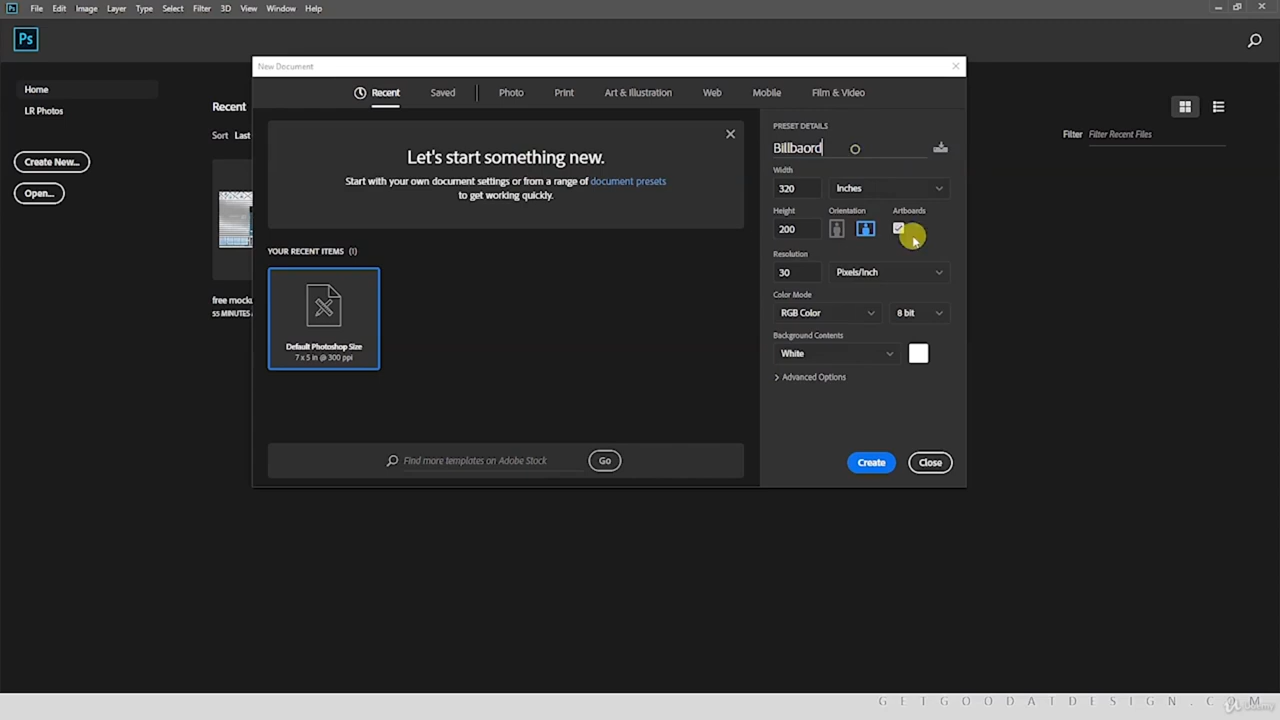 File Edit Image Layer Type Select Filter 3D View Window Help
Ps
New Document
Home
LR Photos
Create New...
Open...
Recent
Sort Last
free mocku
55 MINUTES
Recent Saved Photo Print Art & Illustration Web Mobile Film & Video
Let's start something new.
Start with your own document settings or from a range of document presets
to get working quickly.
YOUR RECENT ITEMS (1)
Default Photoshop Size
7 x 5 in @ 300 ppi
Find more templates on Adobe Stock Go
PRESET DETAILS
Billbaord
Width
320 Inches
Height Orientation Artboards
200
Resolution
30 Pixels/Inch
Color Mode
RGB Color 8 bit
Background Contents
White
Advanced Options
Create Close
Filter Filter Recent Files
GETGOODATDESIGN.COM
Udemy